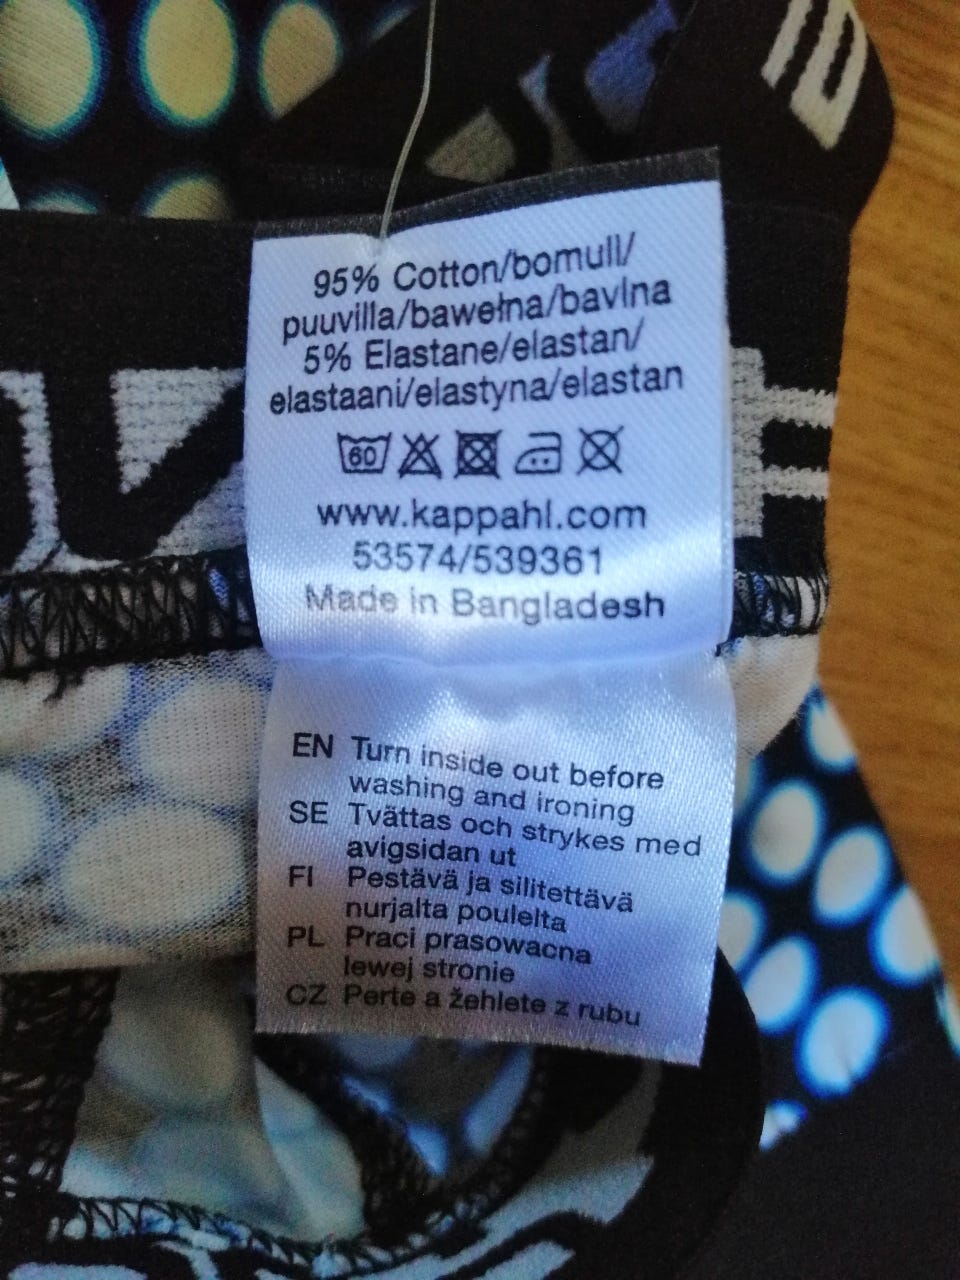 95% Cotton/bomull/
puuvilla/bawełna/bavlna
5% Elastane/elastan/
elastaani/elastyna/elastan
60
www.kappahl.com
53574/539361
Made in Bangladesh
EN Turn inside out before
washing and ironing
SE Tvättas och strykes med
avigsidan ut
FI Pestävä ja silitettävä
nurjalta poulelta
PL Praci prasowacna
lewej stronie
CZ Perte a žehlete z rubu